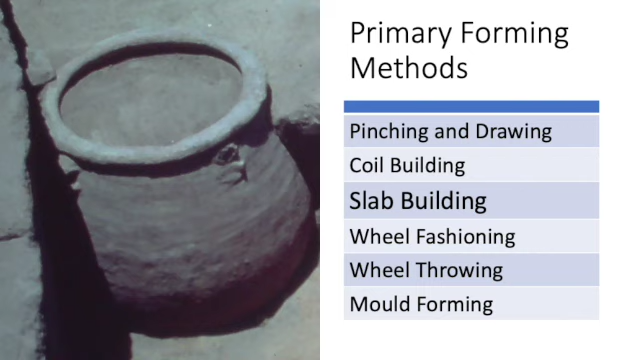 Primary Forming
Methods
Pinching and Drawing
Coil Building
Slab Building
Wheel Fashioning
Wheel Throwing
Mould Forming